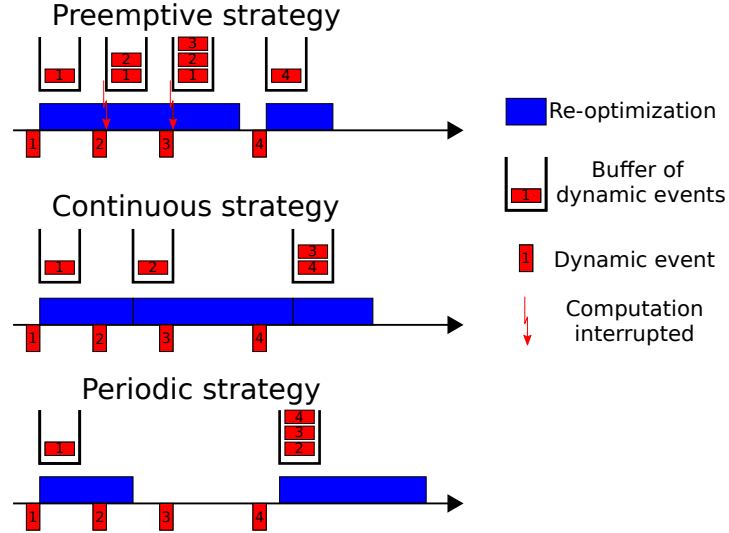 Preemptive strategy
3
2 2
1 1 1 4
1 2 3 4
Continuous strategy
3
1 2 4
1 2 3 4
Periodic strategy
4
3
1 2
1 2 3 4
Re-optimization
Buffer of
dynamic events
1
1
Dynamic event
Computation
interrupted